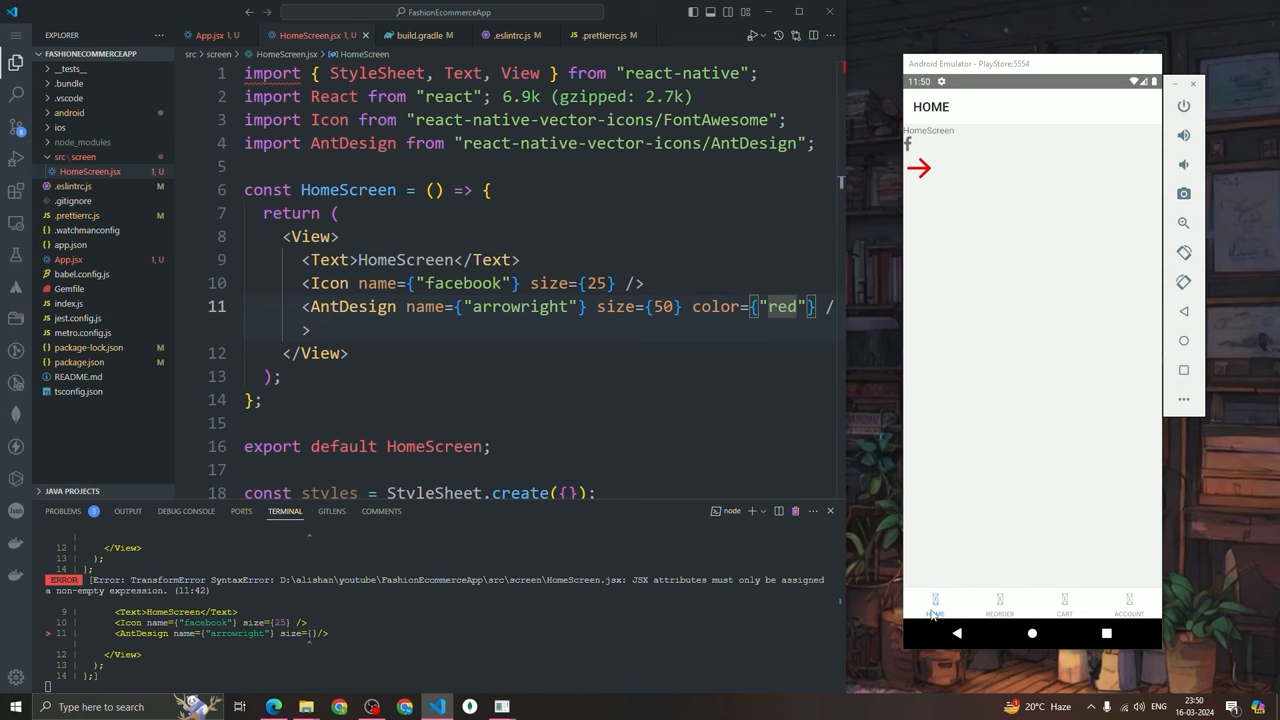 FashionEcommerceApp
EXPLORER
App.jsx 1, U
HomeScreen.jsx 1, U
build.gradle M
.eslintrc.js M
.prettierrc.js M
src > screen > HomeScreen.jsx > HomeScreen
FASHIONECOMMERCEAPP
__tests__
.bundle
.vscode
android
ios
node_modules
src\screen
HomeScreen.jsx 1, U
.eslintrc.js M
.gitignore
.prettierrc.js M
.watchmanconfig
app.json
App.jsx 1, U
babel.config.js
Gemfile
index.js
jest.config.js
metro.config.js
package-lock.json M
package.json M
README.md
tsconfig.json
JAVA PROJECTS
1 import { StyleSheet, Text, View } from "react-native";
2 import React from "react"; 6.9k (gzipped: 2.7k)
3 import Icon from "react-native-vector-icons/FontAwesome";
4 import AntDesign from "react-native-vector-icons/AntDesign";
5
6 const HomeScreen = () => {
7 return (
8 <View>
9 <Text>HomeScreen</Text>
10 <Icon name={"facebook"} size={25} />
11 <AntDesign name={"arrowright"} size={50} color={"red"} /
>
12 </View>
13 );
14 };
15
16 export default HomeScreen;
17
18 const styles = StyleSheet.create({});
PROBLEMS 3 OUTPUT DEBUG CONSOLE PORTS TERMINAL GITLENS COMMENTS
node
| ^
12 | </View>
13 | );
14 | };
ERROR [Error: TransformError SyntaxError: D:\alishan\youtube\FashionEcommerceApp\src\screen\HomeScreen.jsx: JSX attributes must only be assigned
a non-empty expression. (11:42)
9 | <Text>HomeScreen</Text>
10 | <Icon name={"facebook"} size={25} />
> 11 | <AntDesign name={"arrowright"} size={}/>
| ^
12 | </View>
13 | );
14 | };]
Android Emulator - PlayStore:5554
11:50
HOME
HomeScreen
HOME REORDER CART ACCOUNT
Type here to search
20°C Haze
ENG
23:50
16-03-2024
1